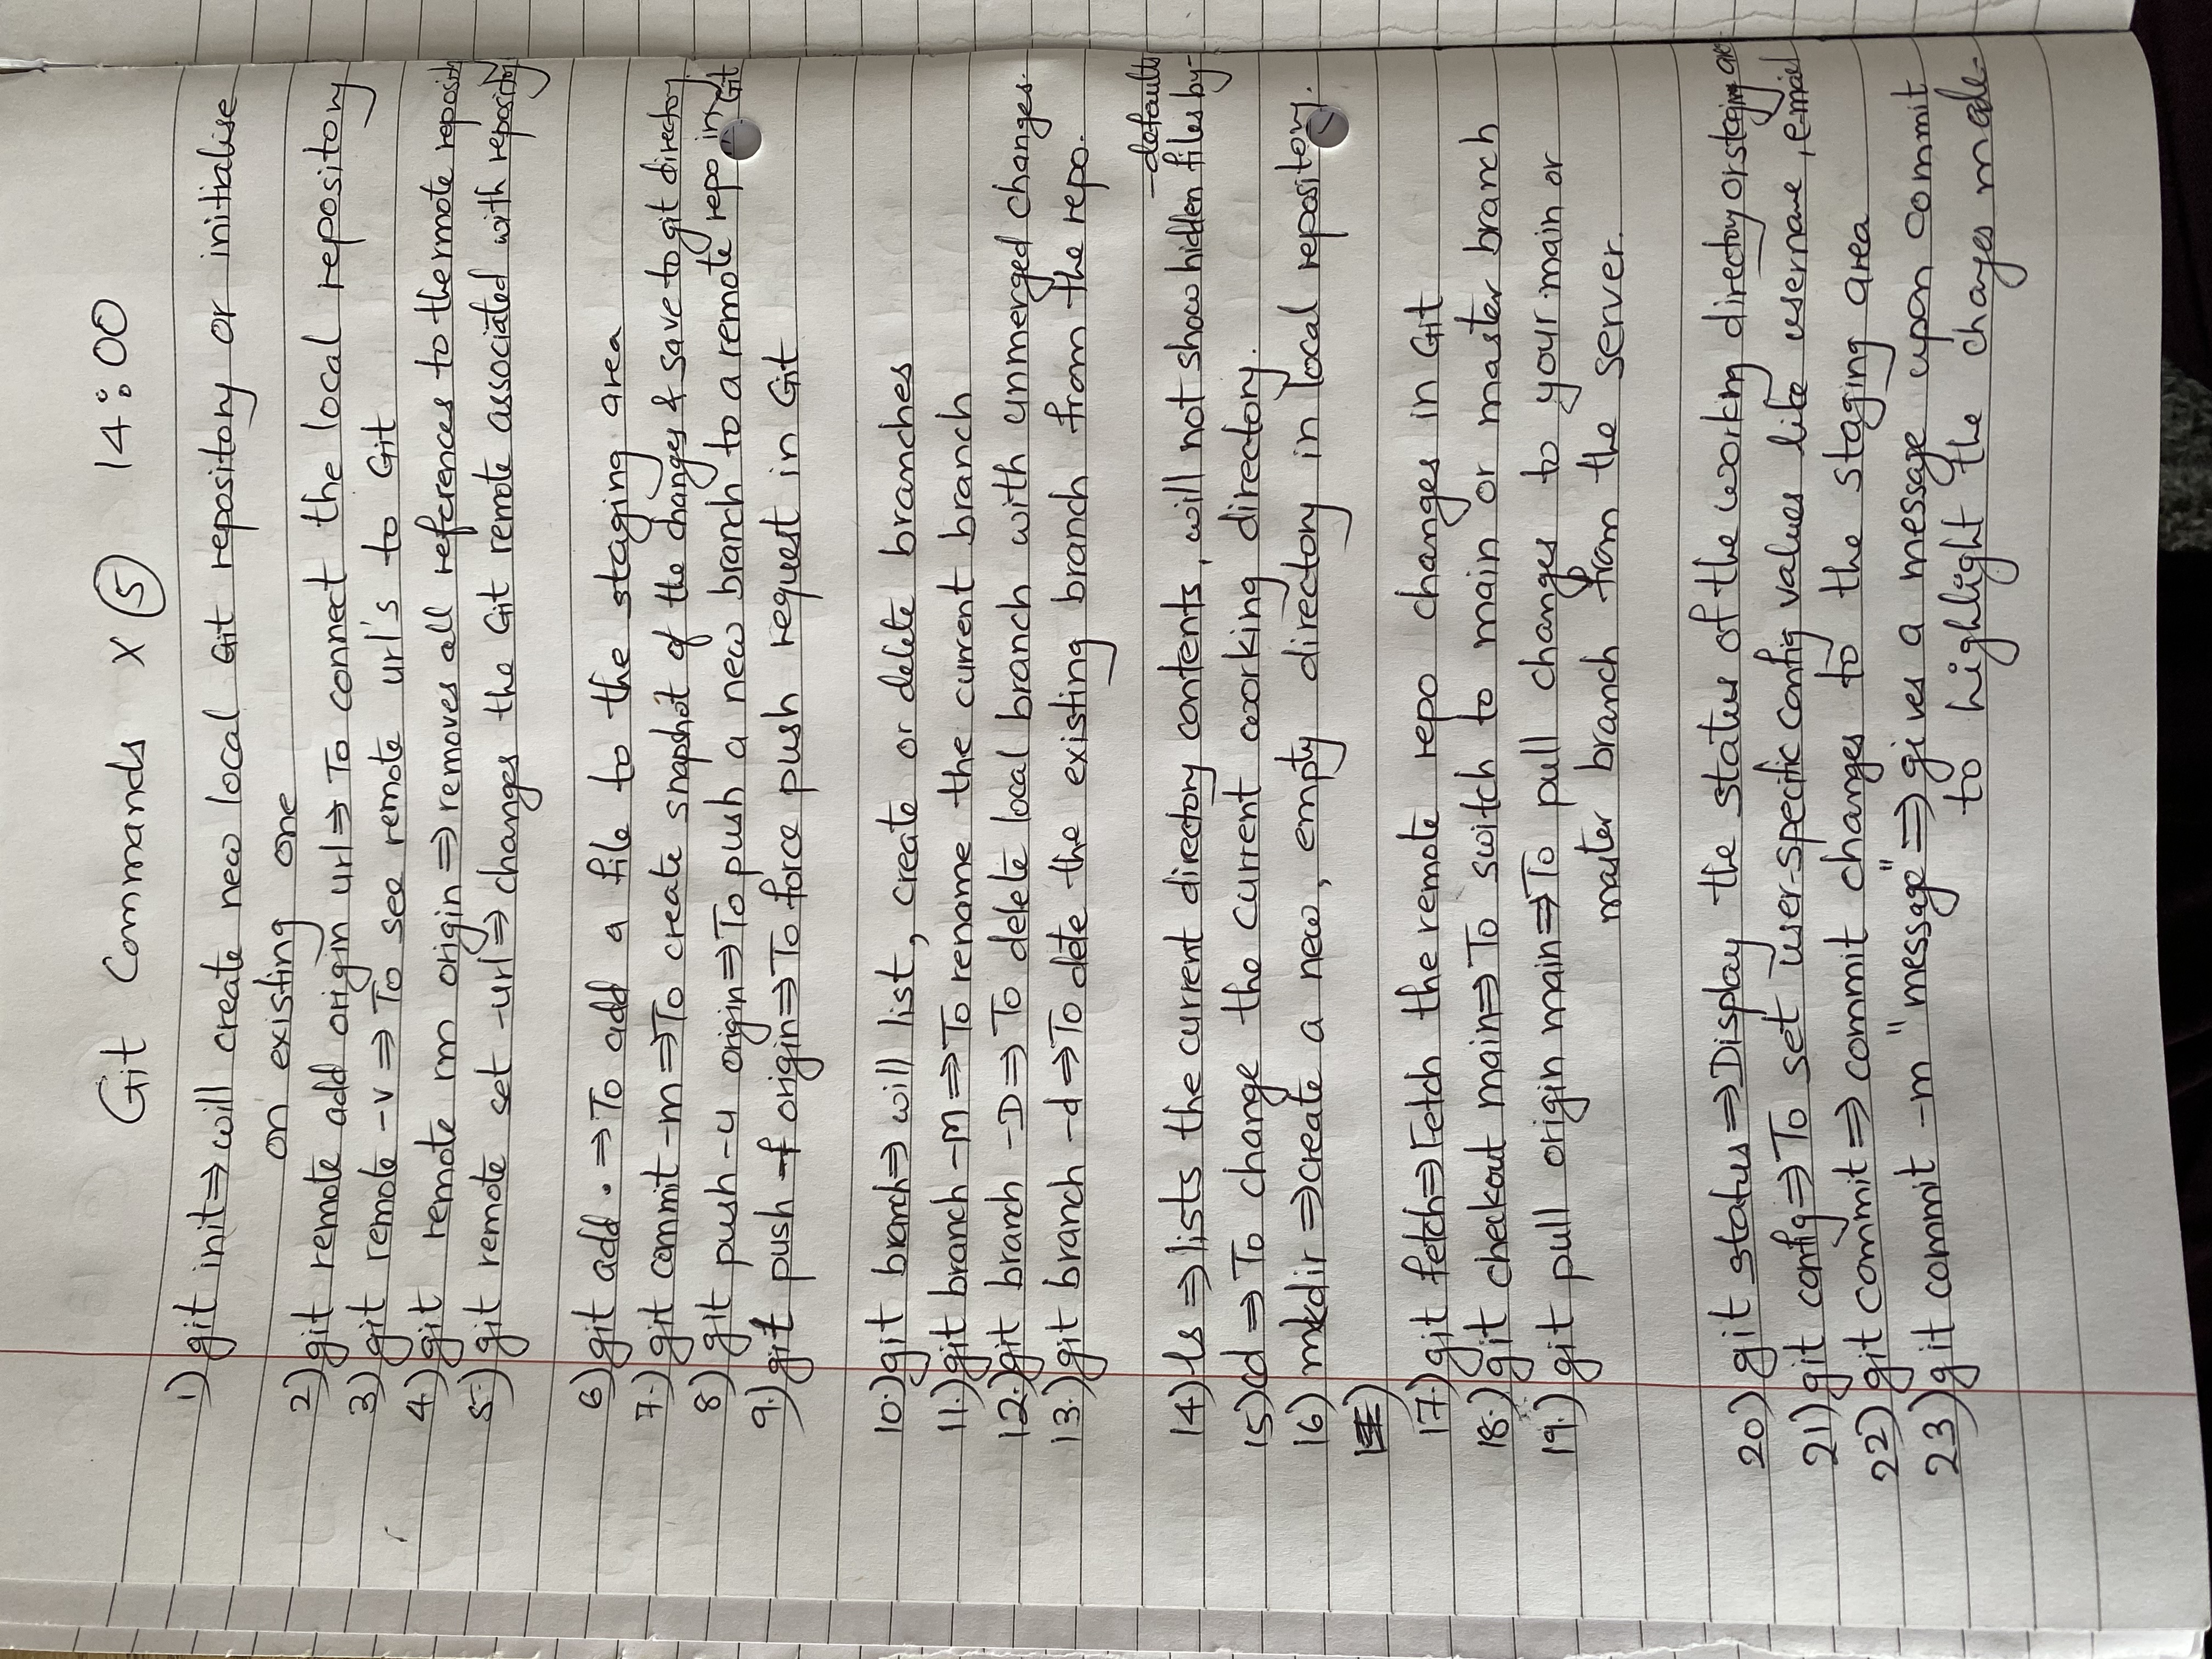 Git Commands x 5 14:00
1) git init⇒ will create new local Git repository or initialise
on existing one
2) git remote add origin url⇒ To connect the local repository
3) git remote -v ⇒ To see remote url's to Git
4.) git remote rm origin ⇒ removes all references to the rmote reposity
5.) git remote set -url⇒ changes the Git remote associated with repository
6) git add . ⇒ To add a file to the staging area
7.) git commit -m ⇒ To create snapshot of the changes & save to git directory.
8) git push -u origin⇒ To push a new branch to a remote repo in Git
9.) git push -f origin⇒ To force push request in Git
10.) git branch⇒ will list, create or delete branches
11.) git branch -M ⇒ To rename the current branch
12.) git branch -D ⇒ To delete local branch with unmerged changes.
13.) git branch -d ⇒ To delete the existing branch from the repo.
-default
14) ls ⇒ lists the current directory contents, will not show hidden files by-
15) cd ⇒ To change the current working directory.
16) mkdir ⇒ create a new, empty directory in local repository.
17.) git fetch⇒ Fetch the remote repo changes in Git
18.) git checkout main⇒ To switch to main or master branch
19.) git pull origin main⇒ To pull changes to your main or
master branch from the server.
20) git status ⇒ Display the status of the working directory or staging area
21) git config⇒ To set user-specific config values like username, email
22) git commit ⇒ commit changes to the staging area
23) git commit -m "message" ⇒ gives a message upon commit
to highlight the changes made.